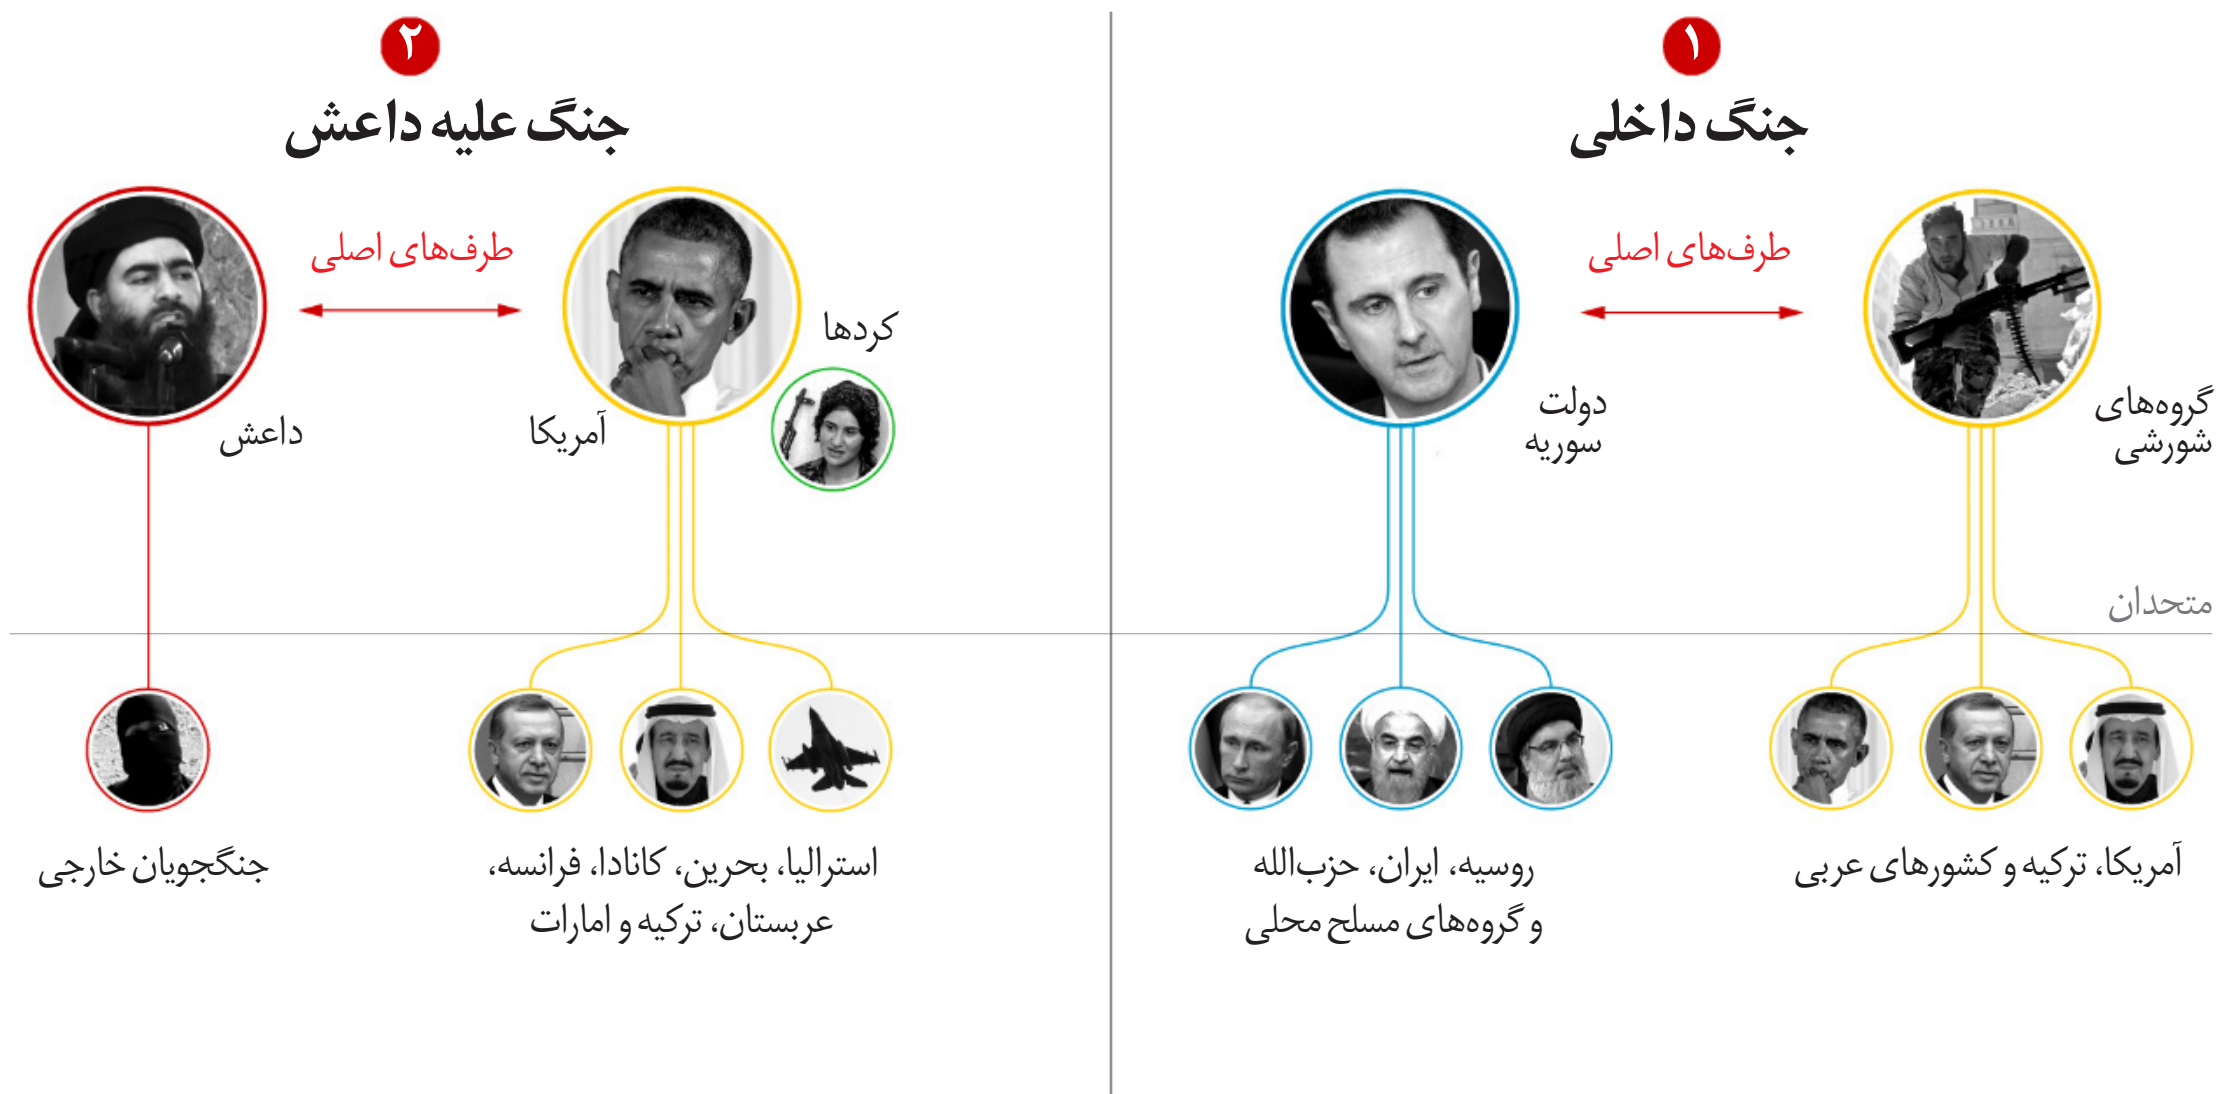 ۱
جنگ داخلی
طرف‌های اصلی
گروه‌های
شورشی
دولت
سوریه
متحدان
آمریکا، ترکیه و کشورهای عربی
روسیه، ایران، حزب‌الله
و گروه‌های مسلح محلی
۲
جنگ علیه داعش
طرف‌های اصلی
کردها
آمریکا
داعش
استرالیا، بحرین، کانادا، فرانسه،
عربستان، ترکیه و امارات
جنگجویان خارجی